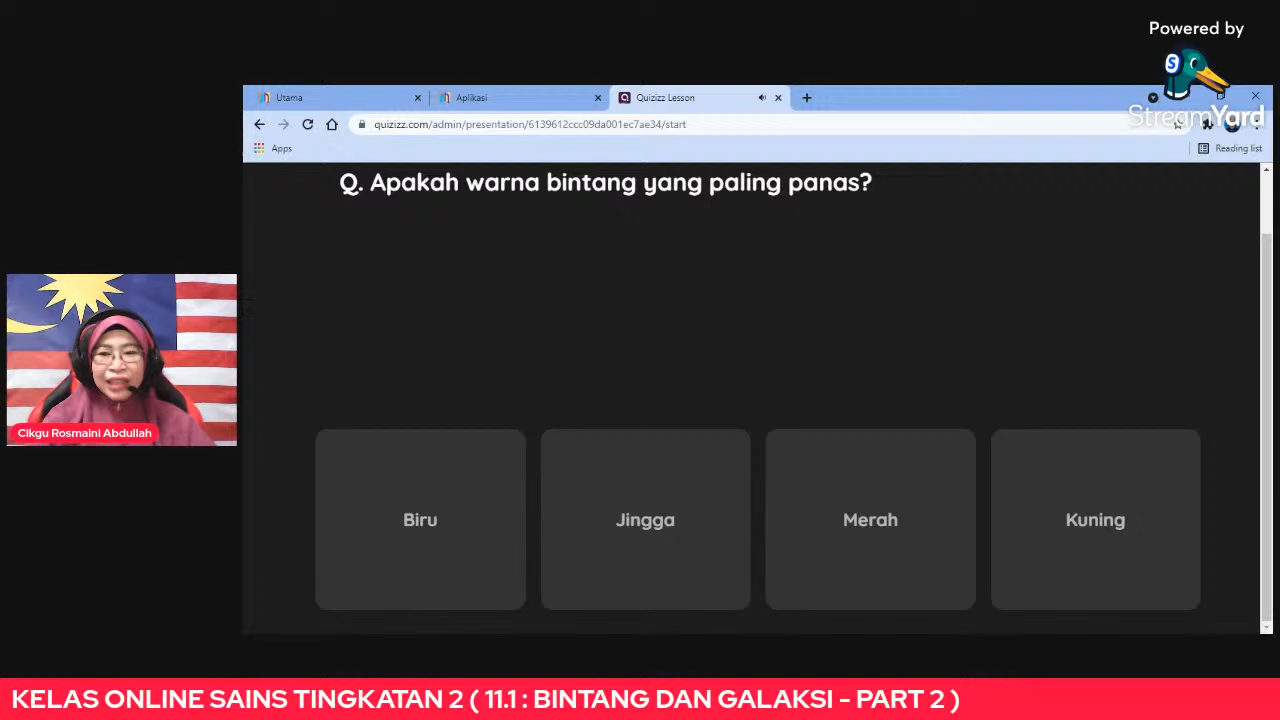 Powered by
S
StreamYard
Utama
Aplikasi
Quizizz Lesson
quizizz.com/admin/presentation/6139612ccc09da001ec7ae34/start
Apps
Reading list
Q. Apakah warna bintang yang paling panas?
Biru
Jingga
Merah
Kuning
Cikgu Rosmaini Abdullah
KELAS ONLINE SAINS TINGKATAN 2 ( 11.1 : BINTANG DAN GALAKSI - PART 2 )